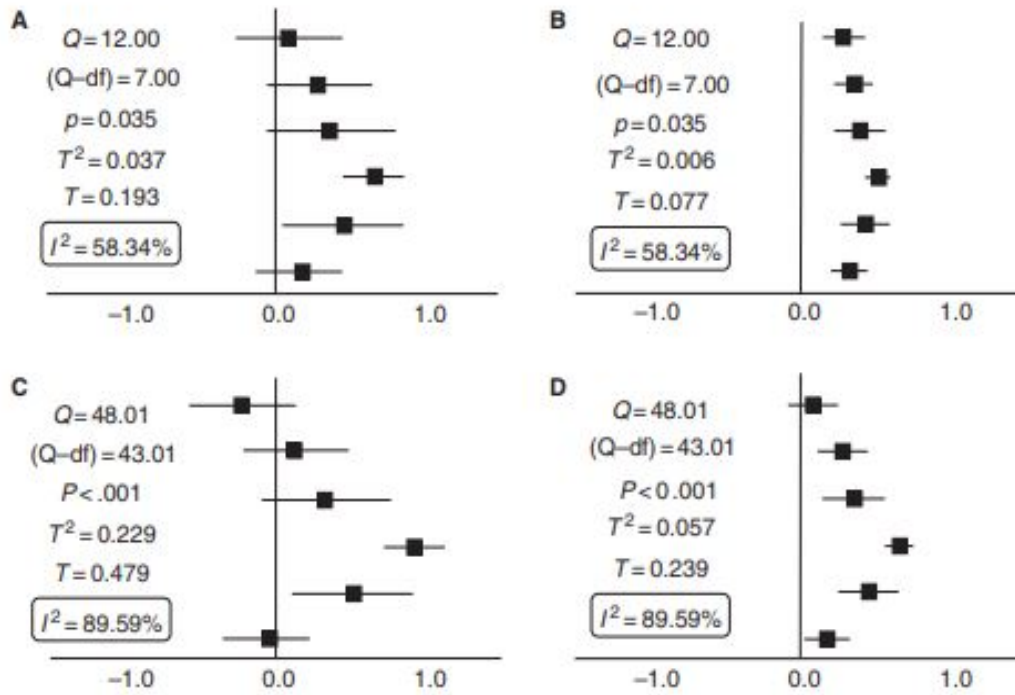 A
Q=12.00
(Q–df)=7.00
p=0.035
T²=0.037
T=0.193
I²=58.34%
–1.0 0.0 1.0
B
Q=12.00
(Q–df)=7.00
p=0.035
T²=0.006
T=0.077
I²=58.34%
–1.0 0.0 1.0
C
Q=48.01
(Q–df)=43.01
P<.001
T²=0.229
T=0.479
I²=89.59%
–1.0 0.0 1.0
D
Q=48.01
(Q–df)=43.01
P<0.001
T²=0.057
T=0.239
I²=89.59%
–1.0 0.0 1.0